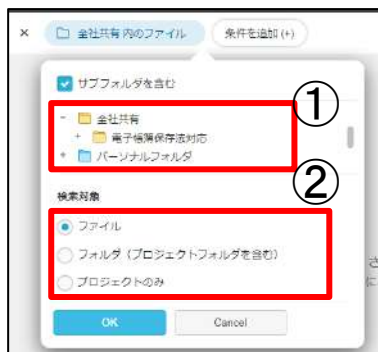 × 全社共有 内のファイル 条件を追加 (+)
サブフォルダを含む
①
- 全社共有
+ 電子帳簿保存法対応
+ パーソナルフォルダ
②
検索対象
ファイル
フォルダ (プロジェクトフォルダを含む)
プロジェクトのみ
さ
に
OK Cancel